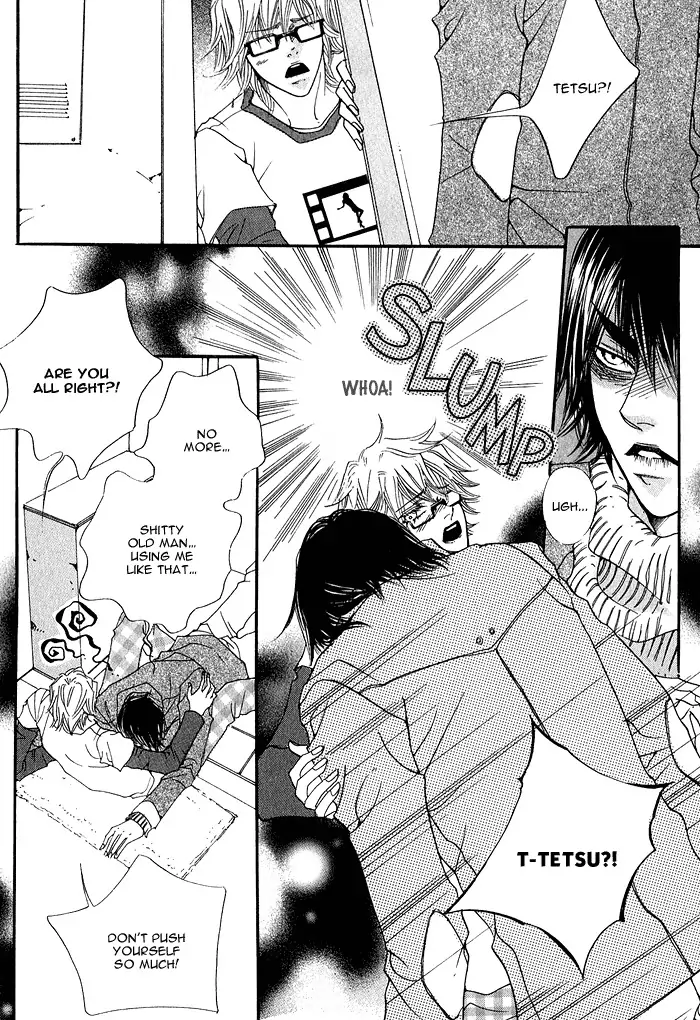 TETSU?!
UGH...
SLUMP
WHOA!
T-TETSU?!
ARE YOU
ALL RIGHT?!
NO
MORE...
SHITTY
OLD MAN...
USING ME
LIKE THAT...
DON'T PUSH
YOURSELF
SO MUCH!